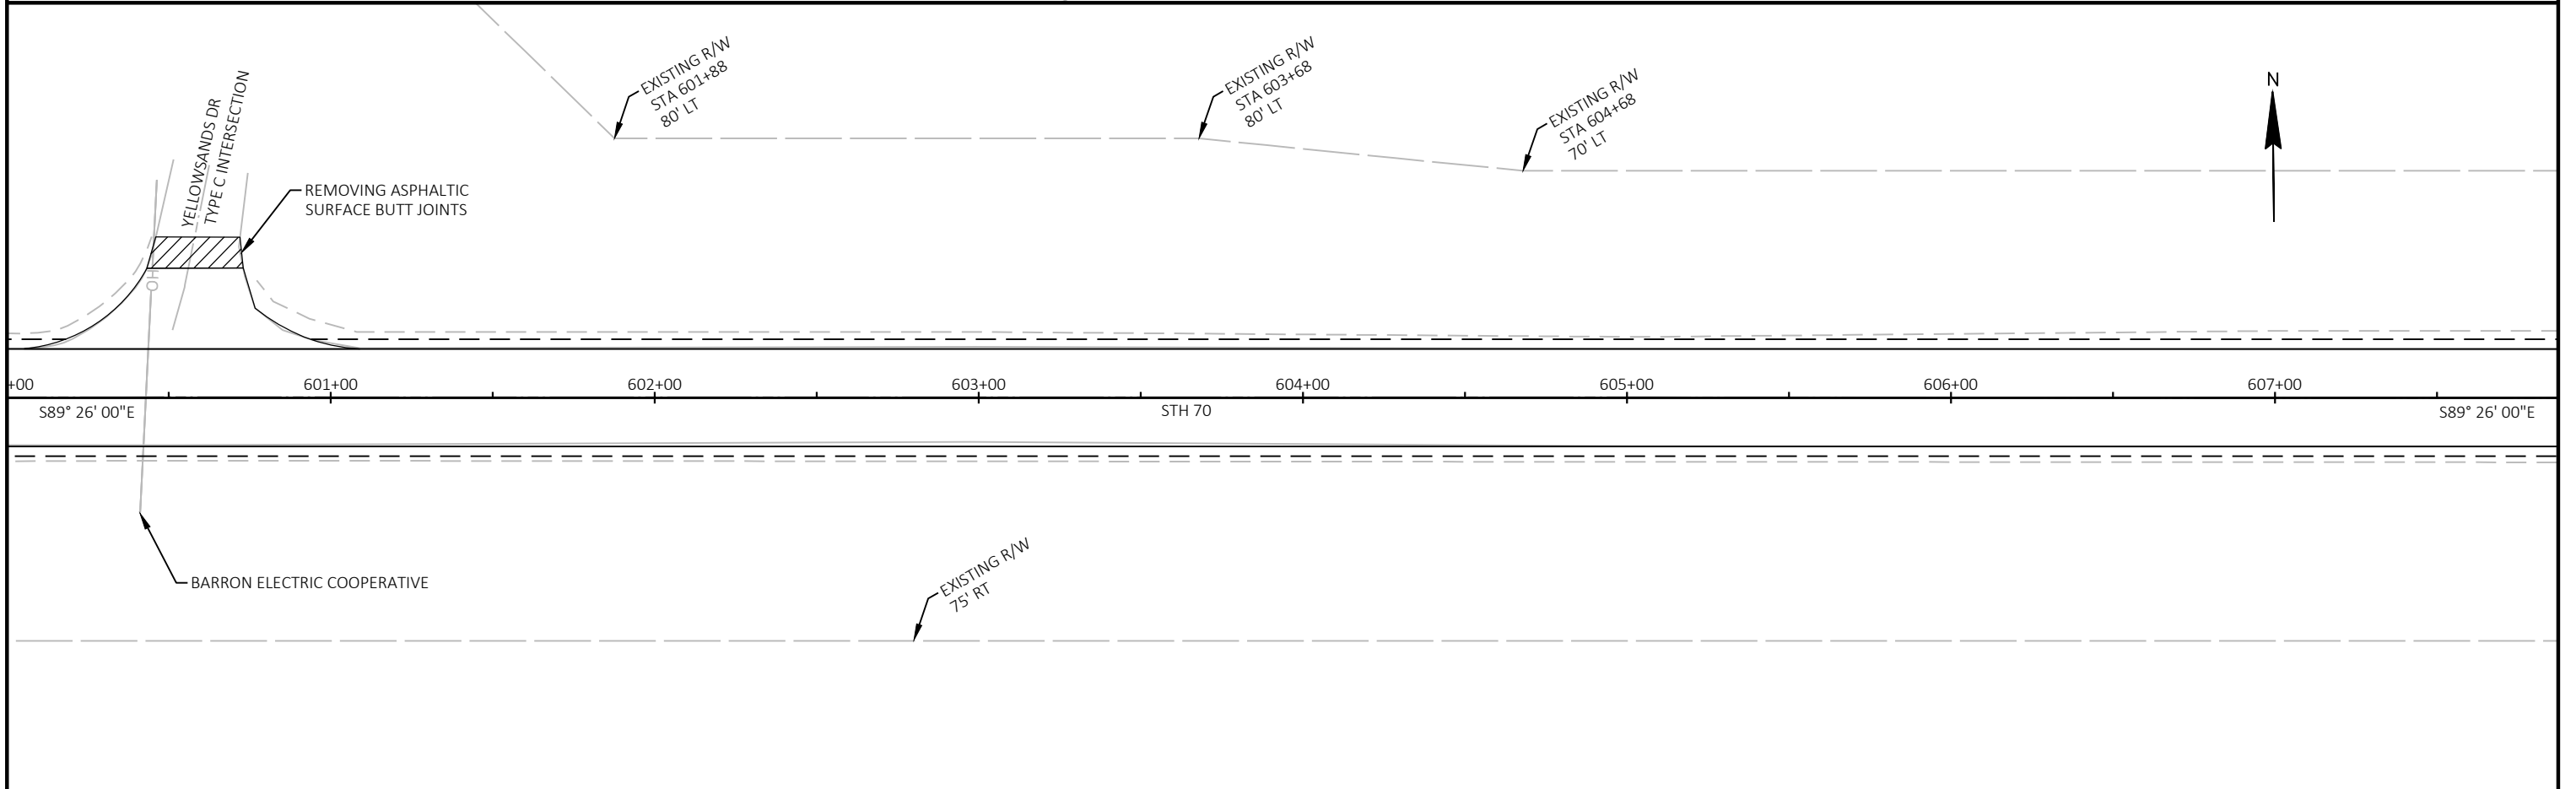 EXISTING R/W
STA 601+88
80' LT
EXISTING R/W
STA 603+68
80' LT
EXISTING R/W
STA 604+68
70' LT
N
YELLOWSANDS DR
TYPE C INTERSECTION
REMOVING ASPHALTIC
SURFACE BUTT JOINTS
OH
+00
601+00
602+00
603+00
604+00
605+00
606+00
607+00
S89° 26' 00"E
STH 70
S89° 26' 00"E
BARRON ELECTRIC COOPERATIVE
EXISTING R/W
75' RT